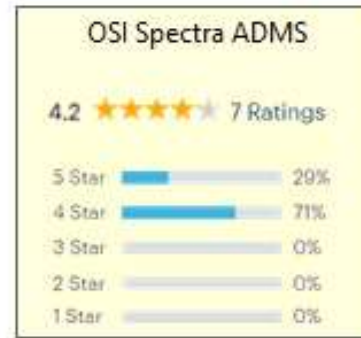 OSI Spectra ADMS
4.2 7 Ratings
5 Star 29%
4 Star 71%
3 Star 0%
2 Star 0%
1 Star 0%